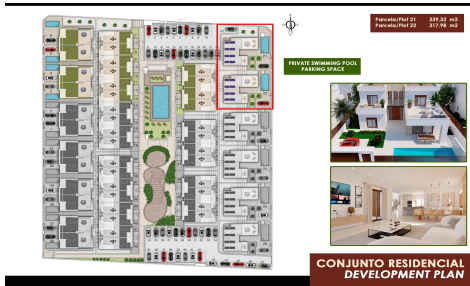 Parcela/Plot 21 339,32 m2
Parcela/Plot 22 317,98 m2
PRIVATE SWIMMING POOL
PARKING SPACE
CONJUNTO RESIDENCIAL
DEVELOPMENT PLAN